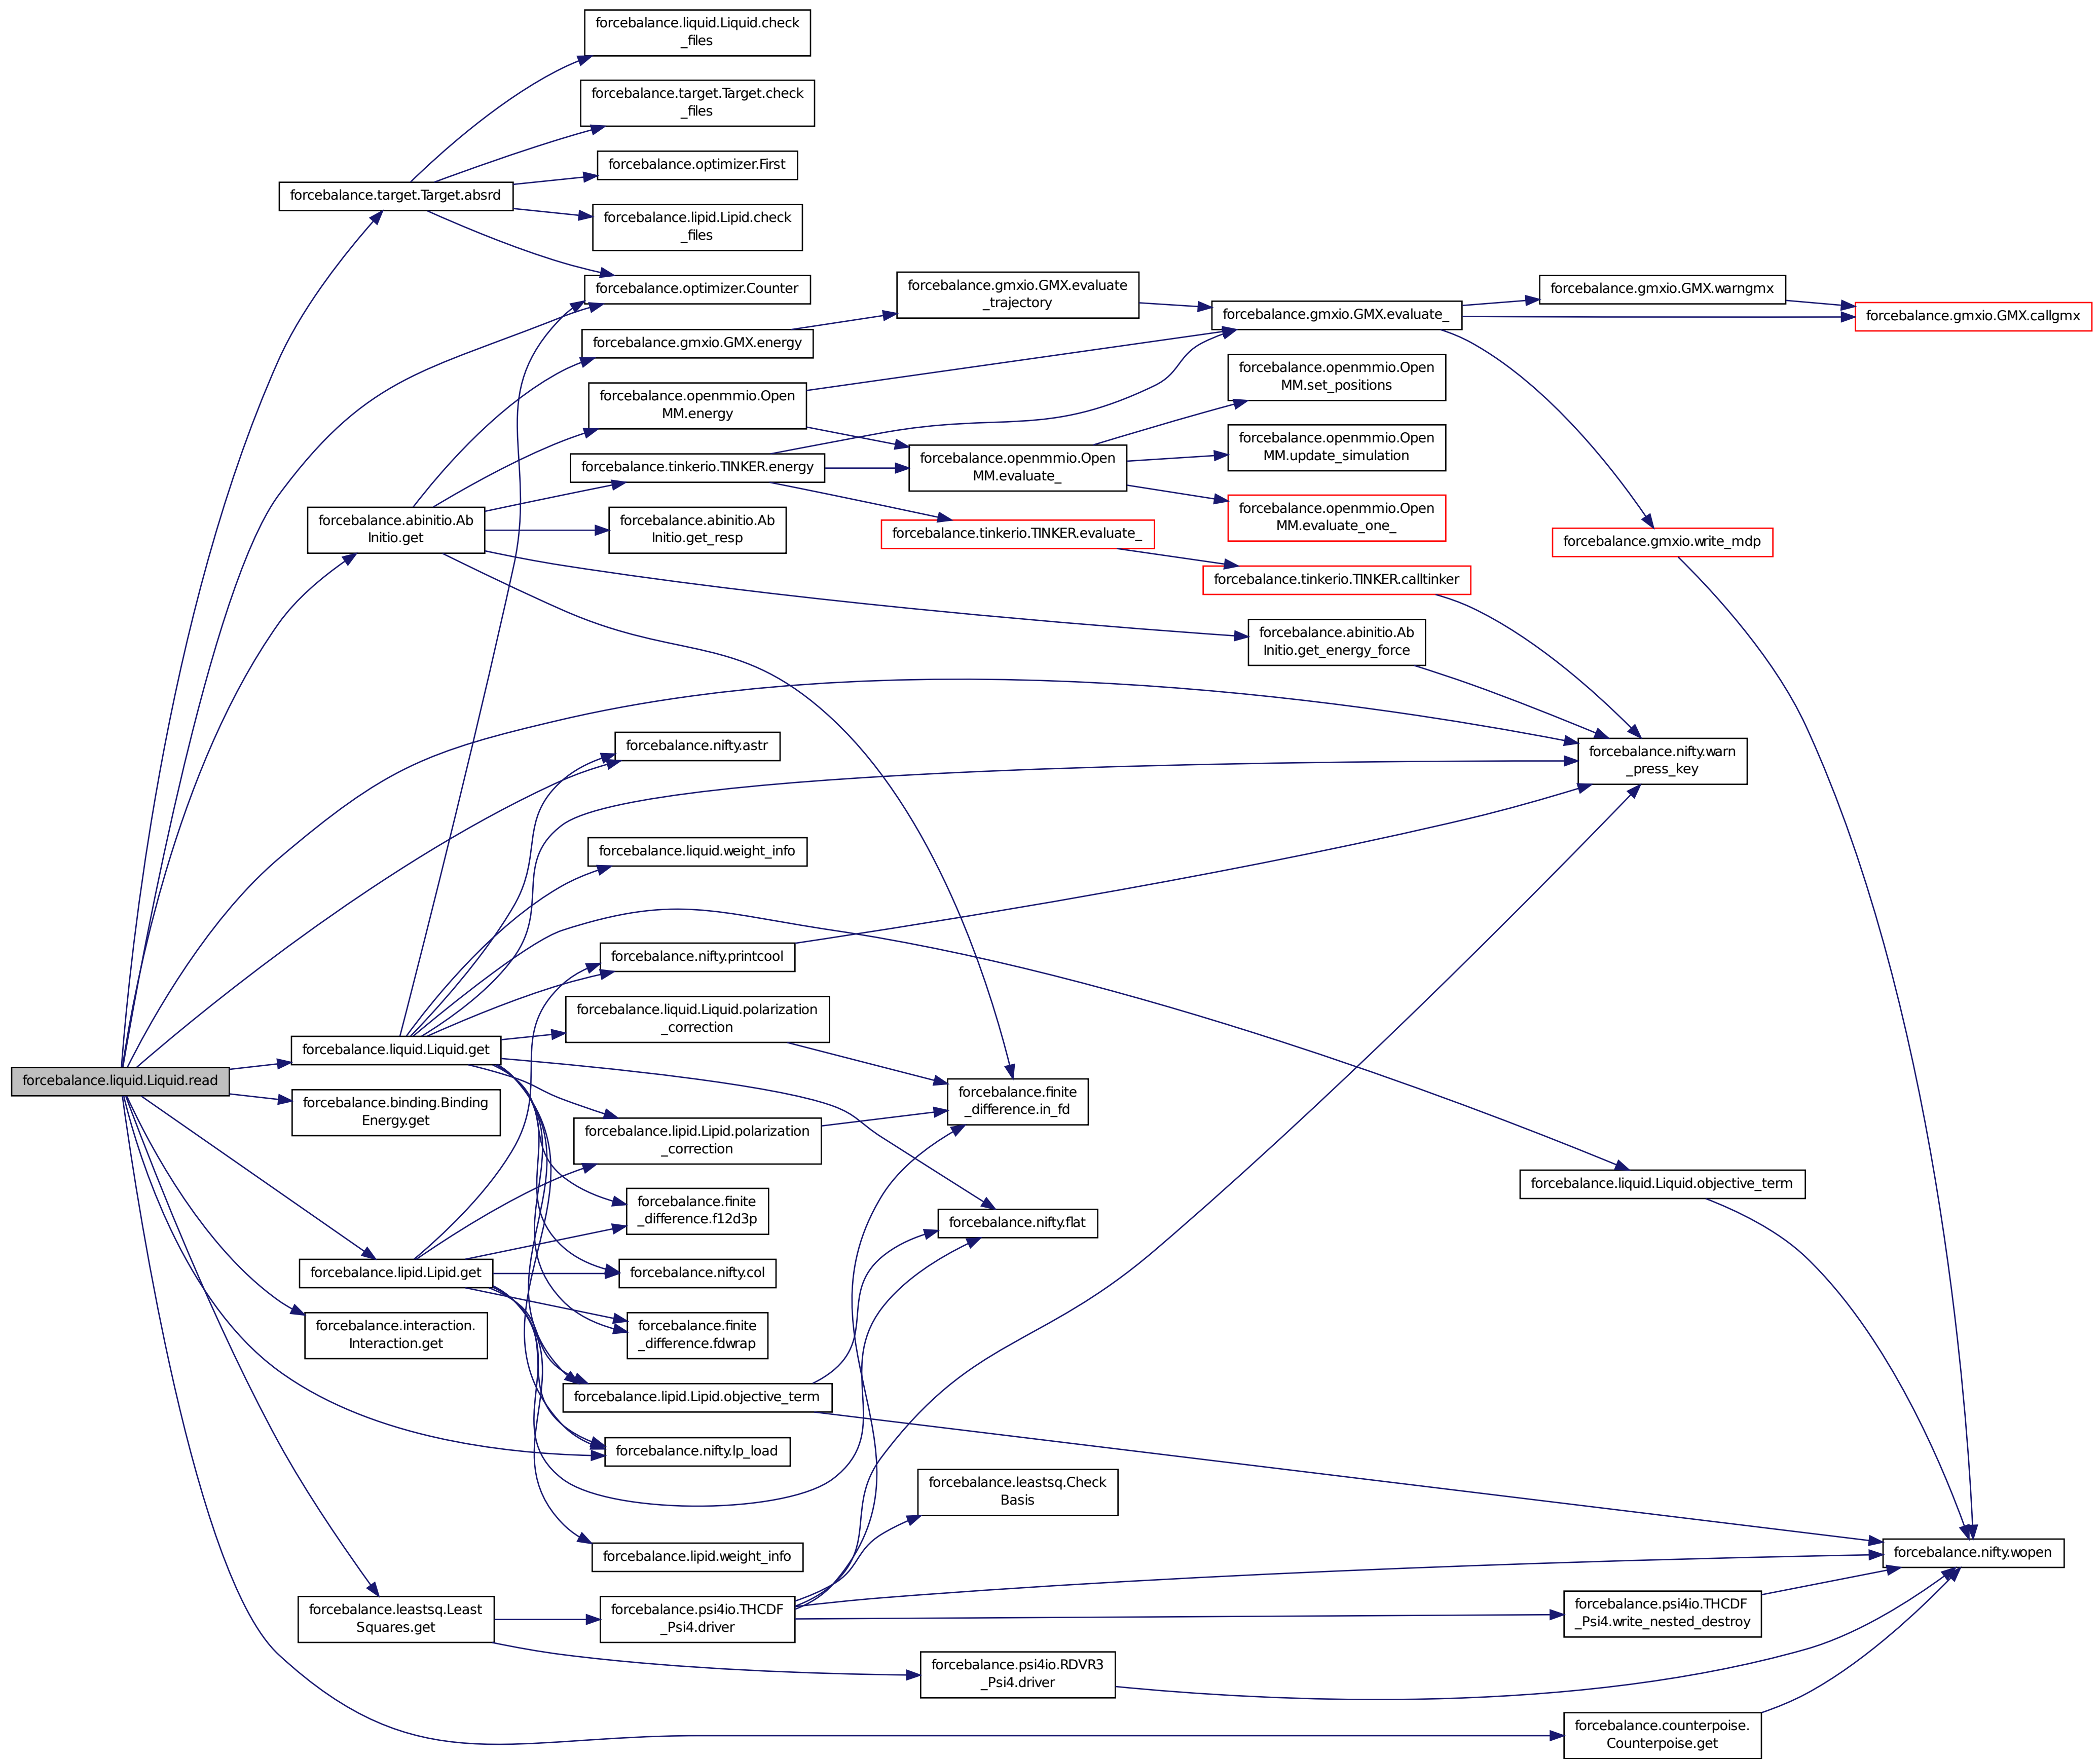 forcebalance.liquid.Liquid.check
_files
forcebalance.target.Target.check
_files
forcebalance.optimizer.First
forcebalance.target.Target.absrd
forcebalance.lipid.Lipid.check
_files
forcebalance.optimizer.Counter
forcebalance.gmxio.GMX.evaluate
_trajectory
forcebalance.gmxio.GMX.evaluate_
forcebalance.gmxio.GMX.warngmx
forcebalance.gmxio.GMX.callgmx
forcebalance.gmxio.GMX.energy
forcebalance.openmmio.Open
MM.set_positions
forcebalance.openmmio.Open
MM.energy
forcebalance.openmmio.Open
MM.update_simulation
forcebalance.tinkerio.TINKER.energy
forcebalance.openmmio.Open
MM.evaluate_
forcebalance.openmmio.Open
MM.evaluate_one_
forcebalance.abinitio.Ab
Initio.get
forcebalance.abinitio.Ab
Initio.get_resp
forcebalance.tinkerio.TINKER.evaluate_
forcebalance.gmxio.write_mdp
forcebalance.tinkerio.TINKER.calltinker
forcebalance.abinitio.Ab
Initio.get_energy_force
forcebalance.nifty.astr
forcebalance.nifty.warn
_press_key
forcebalance.liquid.weight_info
forcebalance.nifty.printcool
forcebalance.liquid.Liquid.polarization
_correction
forcebalance.liquid.Liquid.get
forcebalance.liquid.Liquid.read
forcebalance.binding.Binding
Energy.get
forcebalance.finite
_difference.in_fd
forcebalance.lipid.Lipid.polarization
_correction
forcebalance.liquid.Liquid.objective_term
forcebalance.finite
_difference.f12d3p
forcebalance.nifty.flat
forcebalance.lipid.Lipid.get
forcebalance.nifty.col
forcebalance.interaction.
Interaction.get
forcebalance.finite
_difference.fdwrap
forcebalance.lipid.Lipid.objective_term
forcebalance.nifty.lp_load
forcebalance.leastsq.Check
Basis
forcebalance.lipid.weight_info
forcebalance.nifty.wopen
forcebalance.leastsq.Least
Squares.get
forcebalance.psi4io.THCDF
_Psi4.driver
forcebalance.psi4io.THCDF
_Psi4.write_nested_destroy
forcebalance.psi4io.RDVR3
_Psi4.driver
forcebalance.counterpoise.
Counterpoise.get